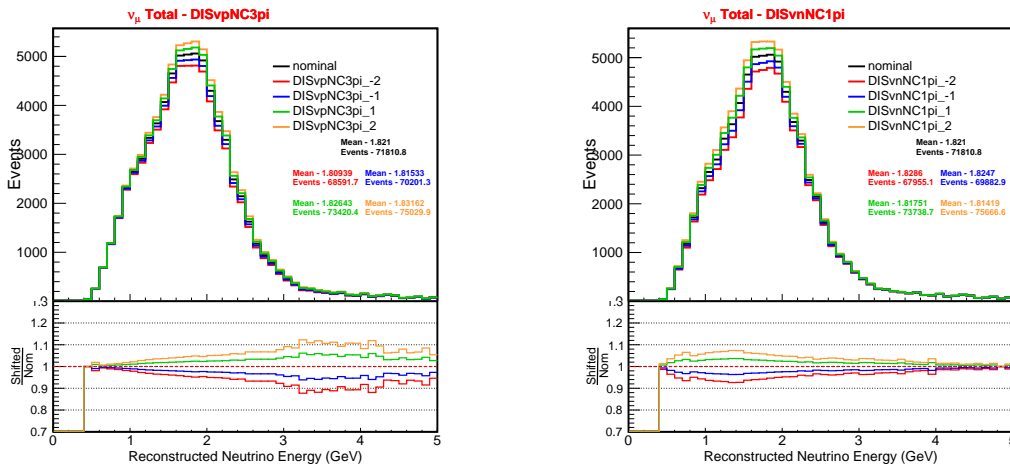 ν_μ Total - DISvpNC3pi
Events
5000
4000
3000
2000
1000
nominal
DISvpNC3pi_-2
DISvpNC3pi_-1
DISvpNC3pi_1
DISvpNC3pi_2
Mean - 1.821
Events - 71810.8
Mean - 1.80939 Mean - 1.81533
Events - 68591.7 Events - 70201.3
Mean - 1.82643 Mean - 1.83162
Events - 73420.4 Events - 75029.9
Shifted
Nom
1.3
1.2
1.1
1
0.9
0.8
0.7
0 1 2 3 4 5
Reconstructed Neutrino Energy (GeV)
ν_μ Total - DISvnNC1pi
Events
5000
4000
3000
2000
1000
nominal
DISvnNC1pi_-2
DISvnNC1pi_-1
DISvnNC1pi_1
DISvnNC1pi_2
Mean - 1.821
Events - 71810.8
Mean - 1.8286 Mean - 1.8247
Events - 67955.1 Events - 69882.9
Mean - 1.81751 Mean - 1.81419
Events - 73738.7 Events - 75666.6
Shifted
Nom
1.3
1.2
1.1
1
0.9
0.8
0.7
0 1 2 3 4 5
Reconstructed Neutrino Energy (GeV)